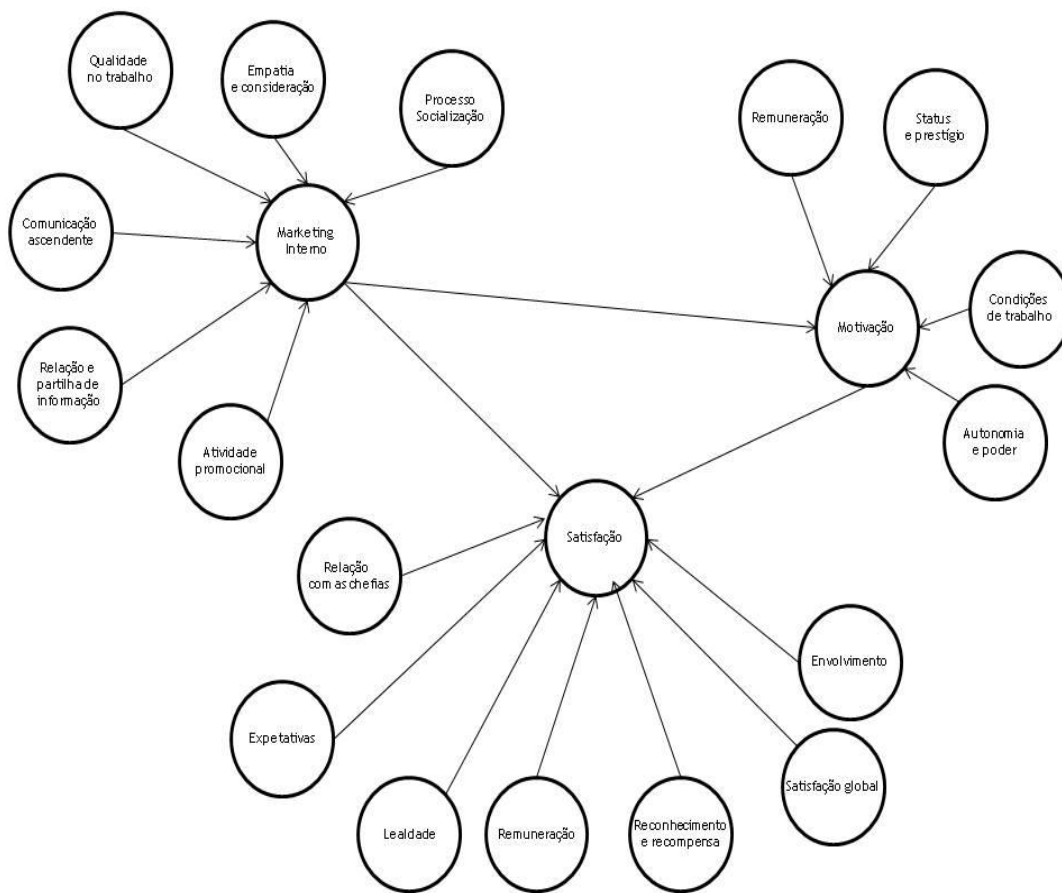 Qualidade
no trabalho
Empatia
e consideração
Processo
Socialização
Remuneração
Status
e prestígio
Comunicação
ascendente
Marketing
Interno
Condições
de trabalho
Motivação
Relação e
partilha de
informação
Atividade
promocional
Autonomia
e poder
Satisfação
Relação
com as chefias
Envolvimento
Expetativas
Satisfação global
Lealdade
Remuneração
Reconhecimento
e recompensa